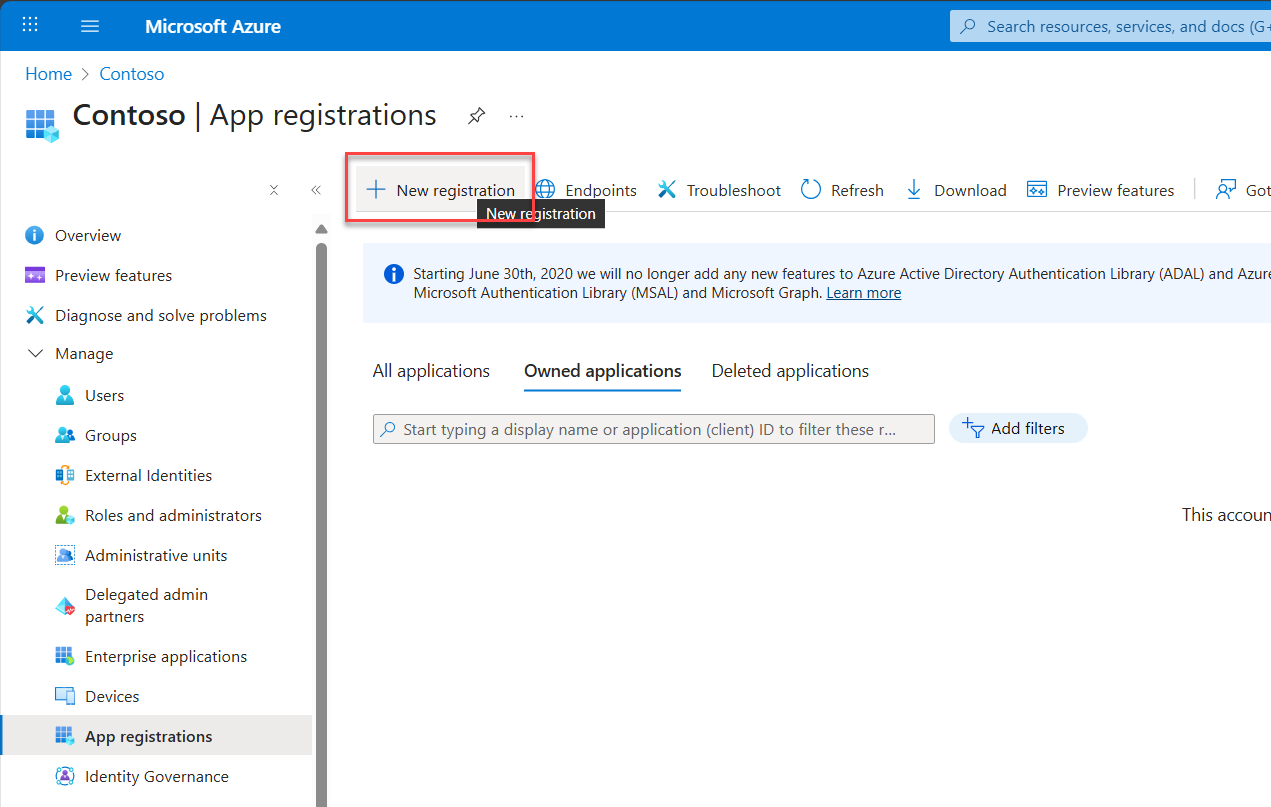 Microsoft Azure
Search resources, services, and docs (G+
Home > Contoso
Contoso | App registrations
New registration
Endpoints
Troubleshoot
Refresh
Download
Preview features
Got
New registration
Overview
Preview features
Diagnose and solve problems
Manage
Users
Groups
External Identities
Roles and administrators
Administrative units
Delegated admin
partners
Enterprise applications
Devices
App registrations
Identity Governance
Starting June 30th, 2020 we will no longer add any new features to Azure Active Directory Authentication Library (ADAL) and Azure
Microsoft Authentication Library (MSAL) and Microsoft Graph. Learn more
All applications
Owned applications
Deleted applications
Start typing a display name or application (client) ID to filter these r...
Add filters
This accoun